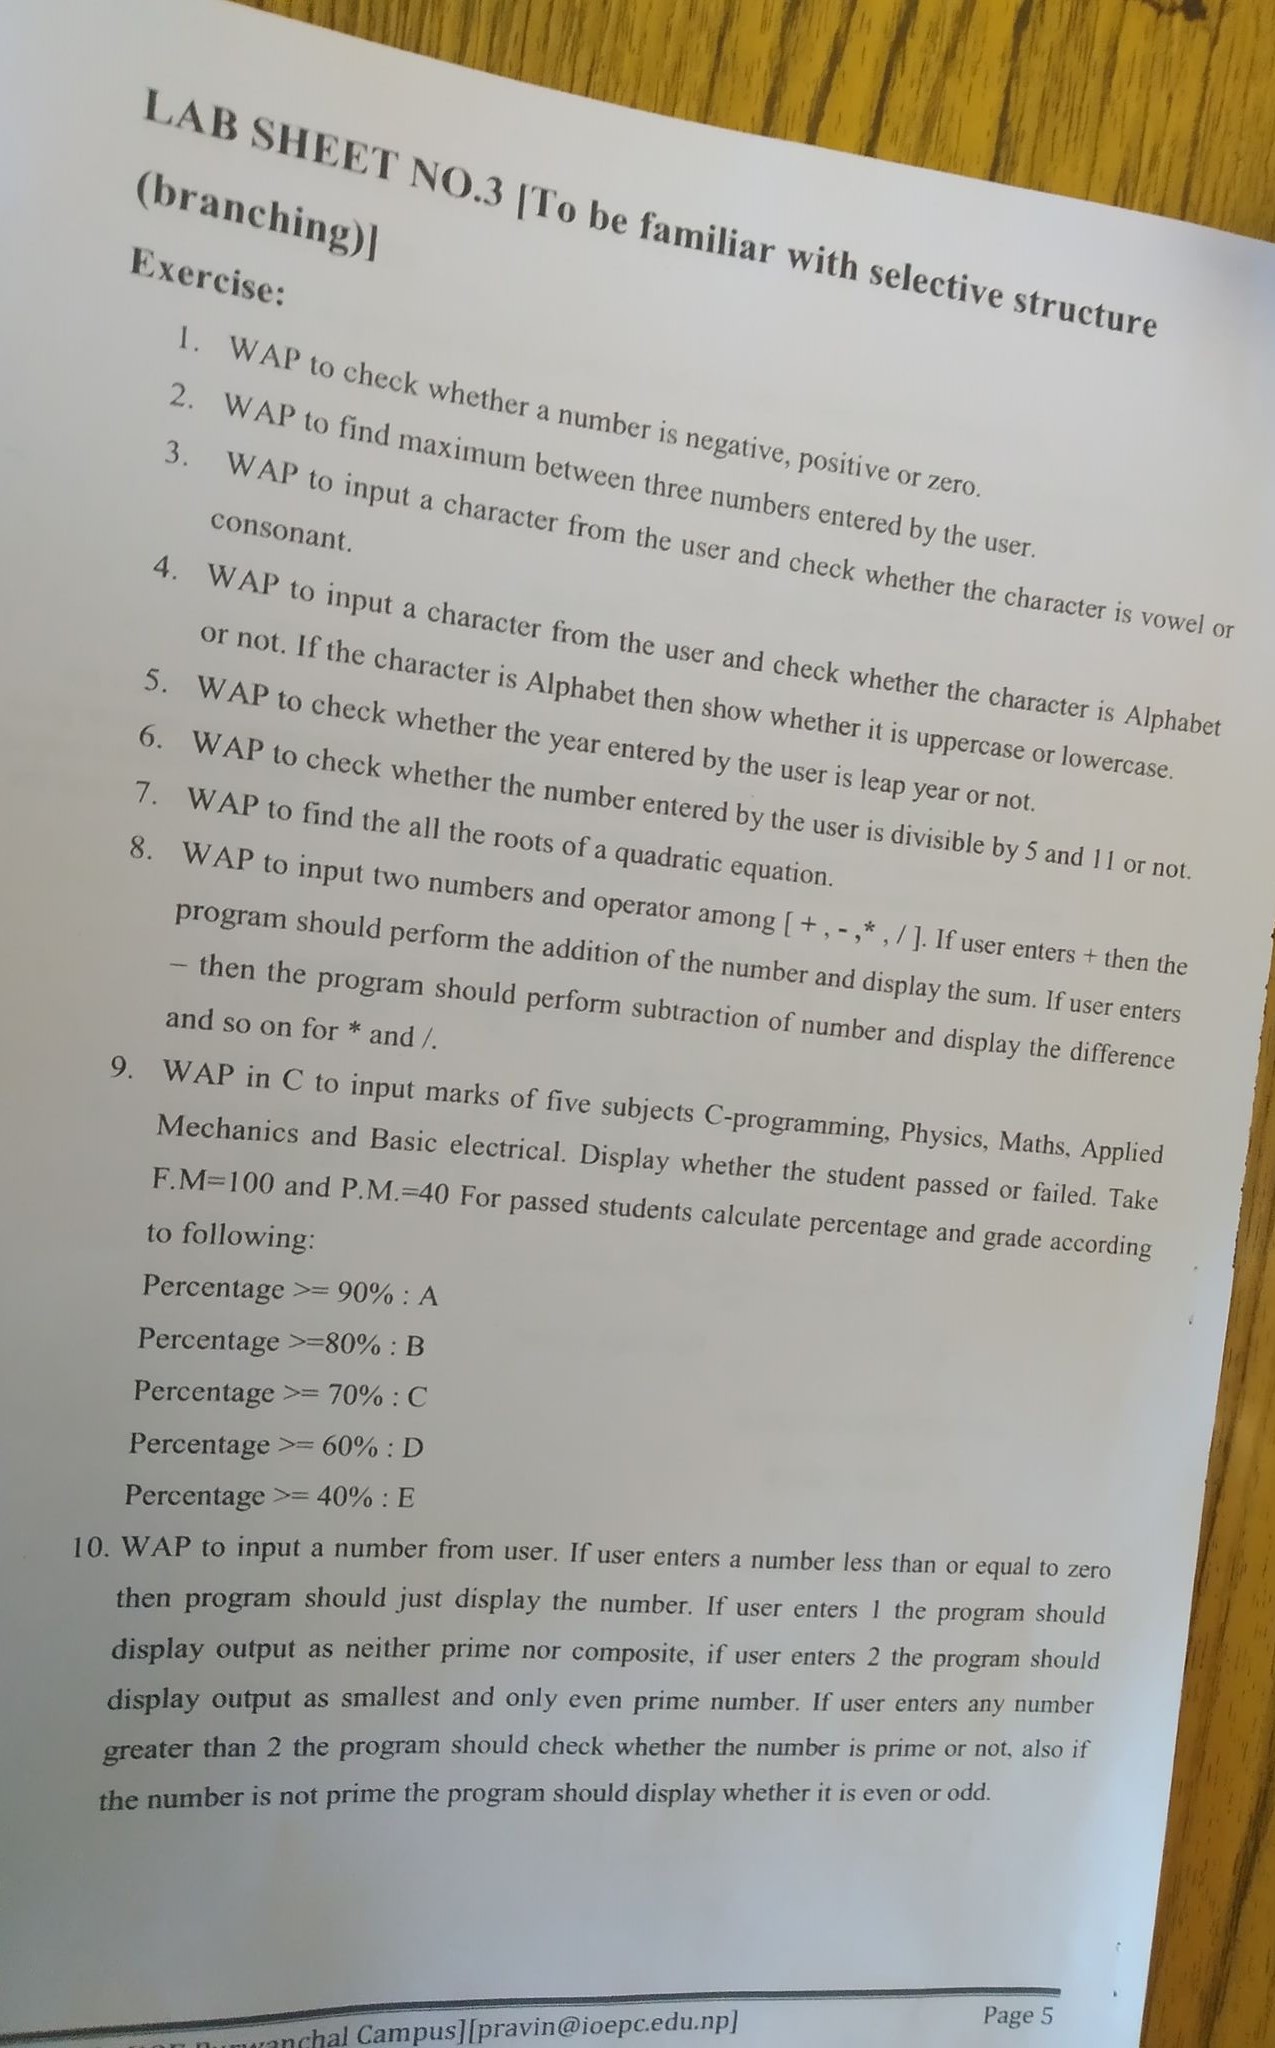 LAB SHEET NO.3 [To be familiar with selective structure
(branching)]
Exercise:
1. WAP to check whether a number is negative, positive or zero.
2. WAP to find maximum between three numbers entered by the user.
3. WAP to input a character from the user and check whether the character is vowel or
consonant.
4. WAP to input a character from the user and check whether the character is Alphabet
or not. If the character is Alphabet then show whether it is uppercase or lowercase.
5. WAP to check whether the year entered by the user is leap year or not.
6. WAP to check whether the number entered by the user is divisible by 5 and 11 or not.
7. WAP to find the all the roots of a quadratic equation.
8. WAP to input two numbers and operator among [ + , - ,* , / ]. If user enters + then the
program should perform the addition of the number and display the sum. If user enters
– then the program should perform subtraction of number and display the difference
and so on for * and /.
9. WAP in C to input marks of five subjects C-programming, Physics, Maths, Applied
Mechanics and Basic electrical. Display whether the student passed or failed. Take
F.M=100 and P.M.=40 For passed students calculate percentage and grade according
to following:
Percentage >= 90% : A
Percentage >=80% : B
Percentage >= 70% : C
Percentage >= 60% : D
Percentage >= 40% : E
10. WAP to input a number from user. If user enters a number less than or equal to zero
then program should just display the number. If user enters 1 the program should
display output as neither prime nor composite, if user enters 2 the program should
display output as smallest and only even prime number. If user enters any number
greater than 2 the program should check whether the number is prime or not, also if
the number is not prime the program should display whether it is even or odd.
Campus][pravin@ioepc.edu.np]
Page 5